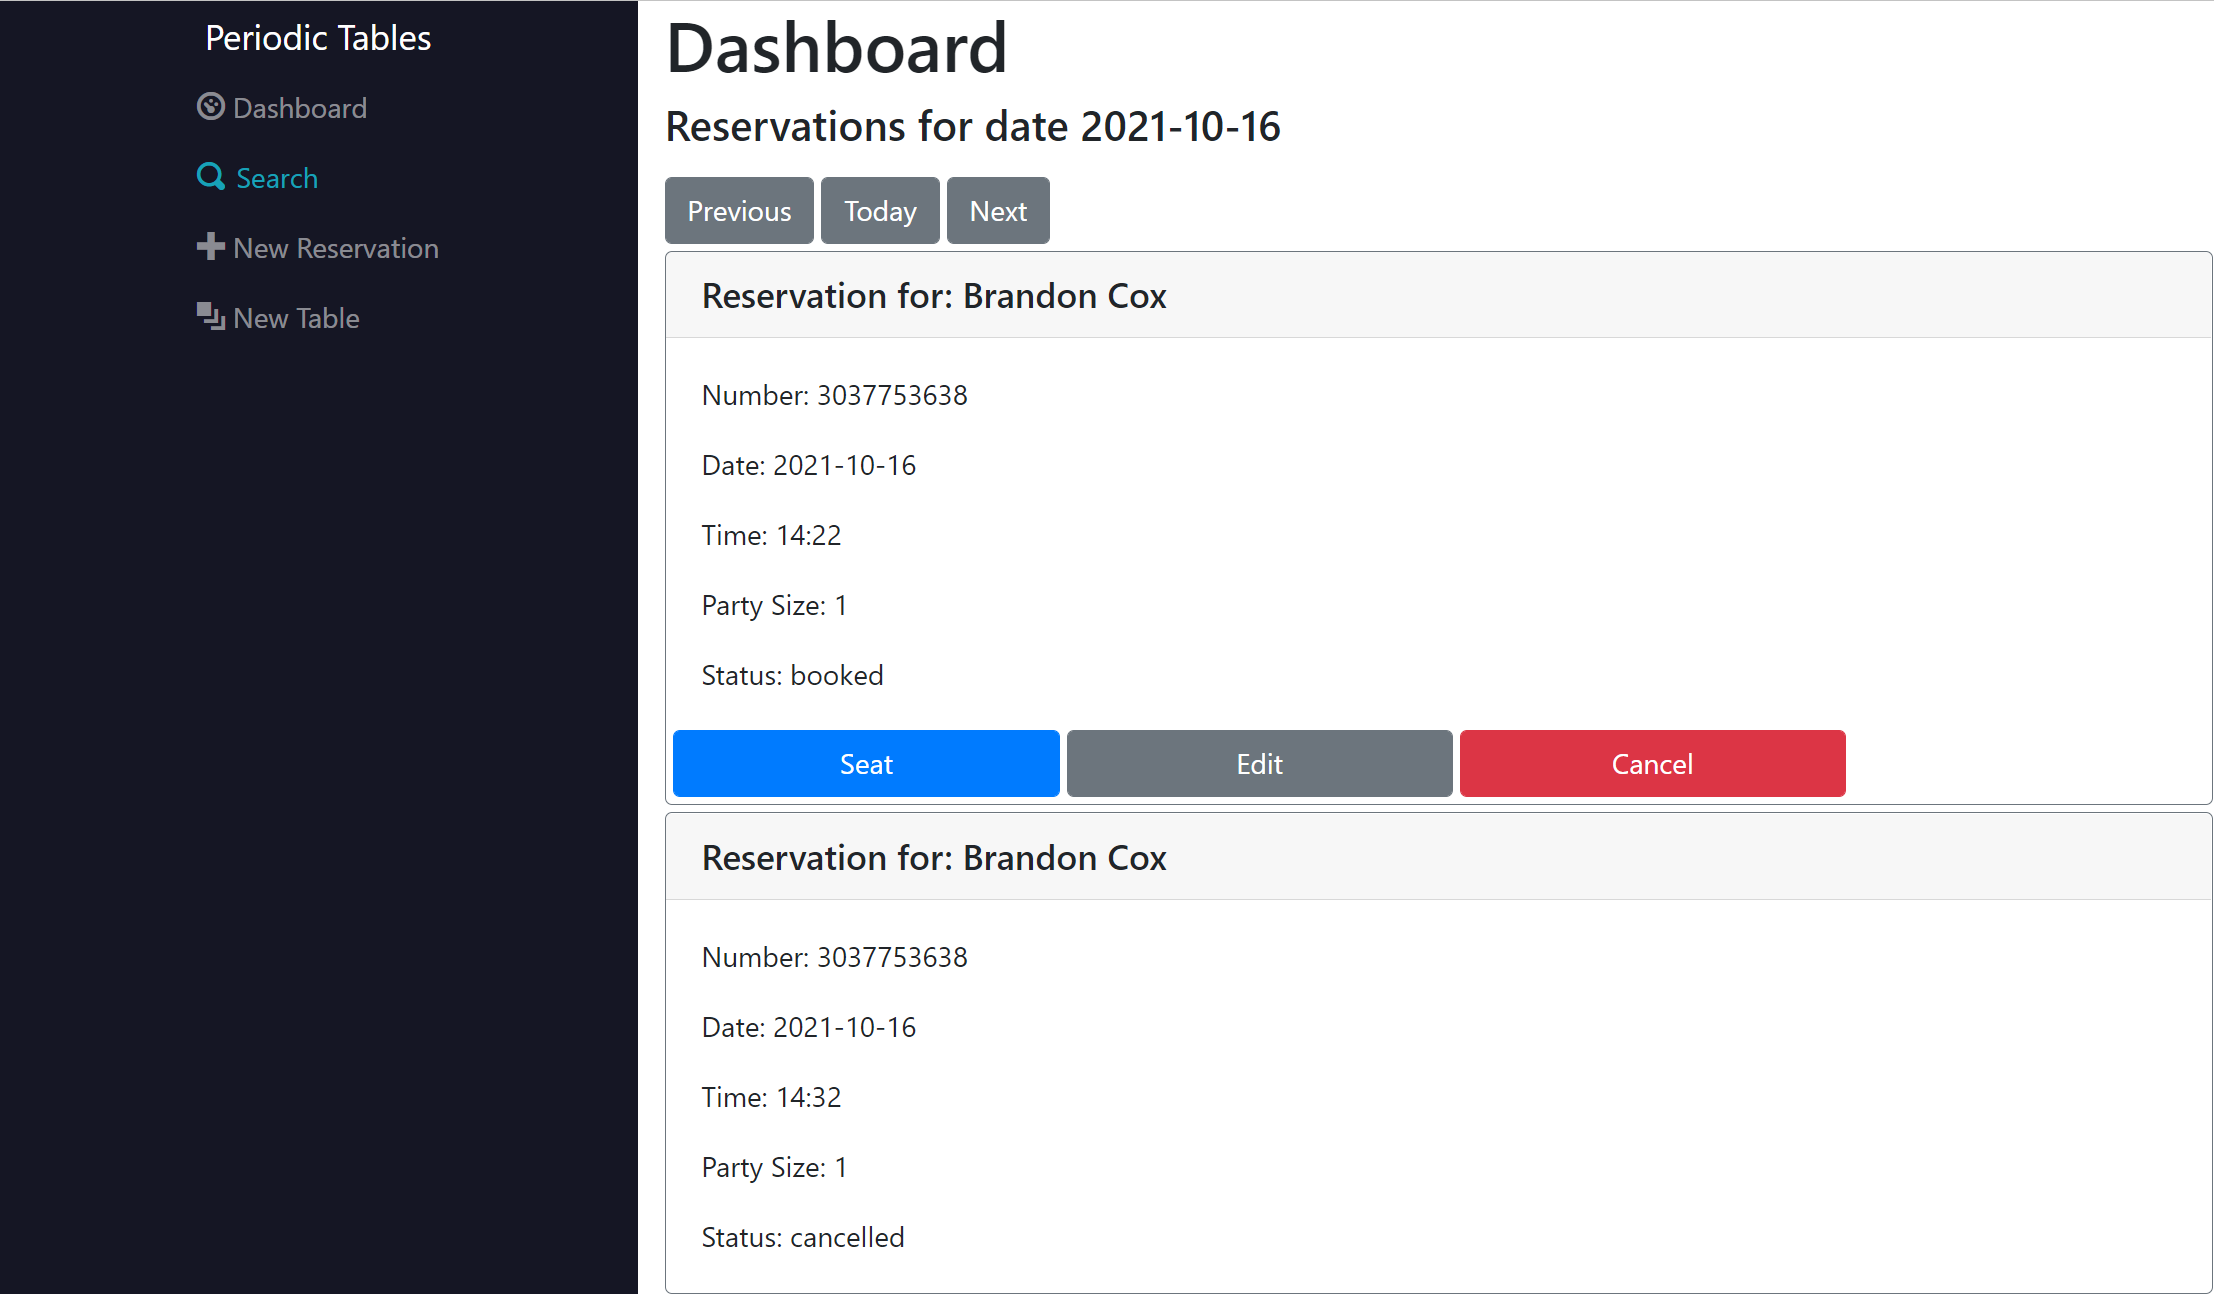 Periodic Tables
Dashboard
Search
New Reservation
New Table
Dashboard
Reservations for date 2021-10-16
Previous Today Next
Reservation for: Brandon Cox
Number: 3037753638
Date: 2021-10-16
Time: 14:22
Party Size: 1
Status: booked
Seat Edit Cancel
Reservation for: Brandon Cox
Number: 3037753638
Date: 2021-10-16
Time: 14:32
Party Size: 1
Status: cancelled